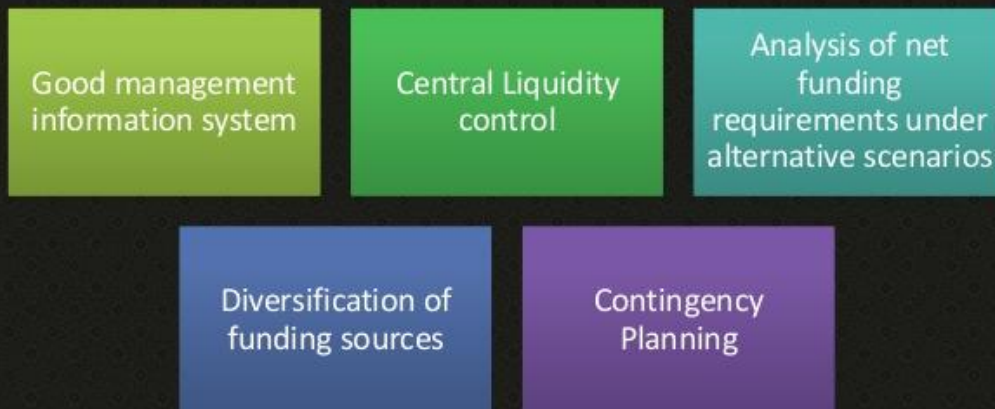 Good management
information system
Central Liquidity
control
Analysis of net
funding
requirements under
alternative scenarios
Diversification of
funding sources
Contingency
Planning